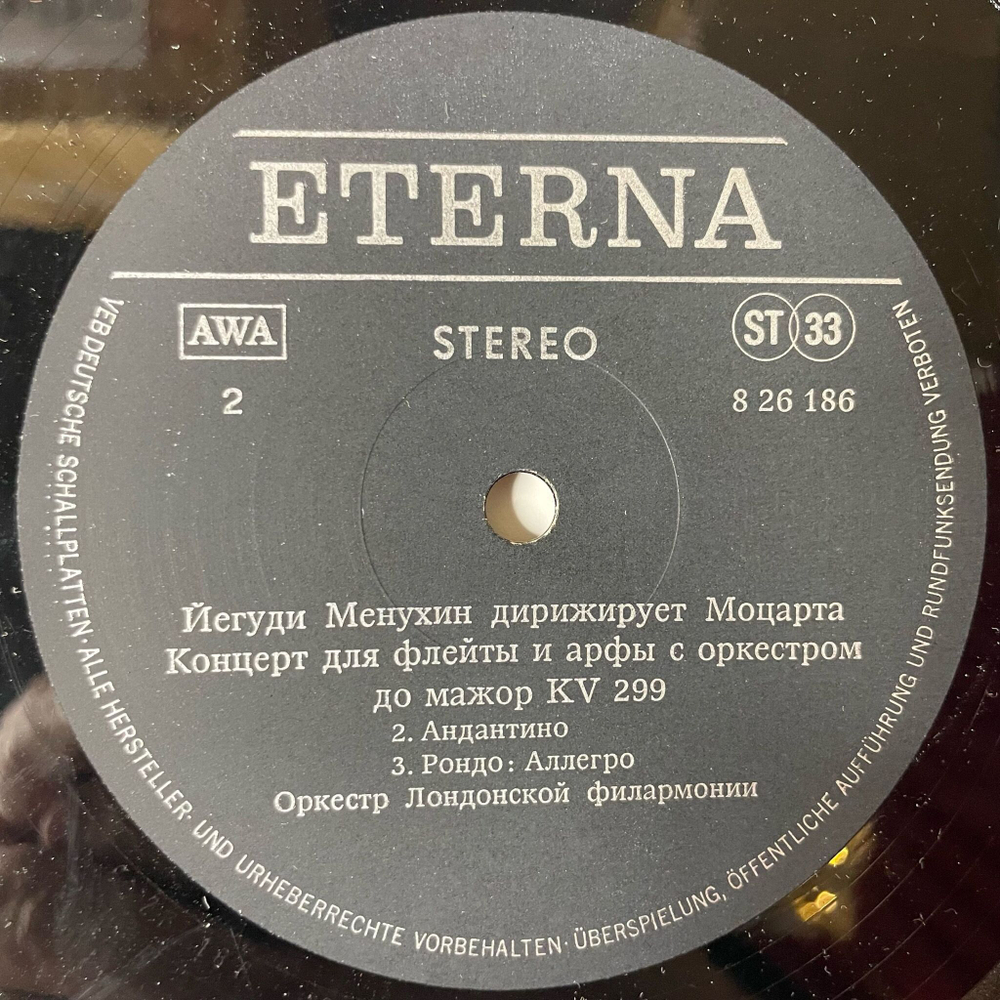 ETERNA
AWA
STEREO
ST 33
2
8 26 186
Йегуди Менухин дирижирует Моцарта
Концерт для флейты и арфы с оркестром
до мажор KV 299
2. Андантино
3. Рондо: Аллегро
Оркестр Лондонской филармонии
VEB DEUTSCHE SCHALLPLATTEN · ALLE HERSTELLER- UND URHEBERRECHTE VORBEHALTEN · ÜBERSPIELUNG, ÖFFENTLICHE AUFFÜHRUNG UND RUNDFUNKSENDUNG VERBOTEN